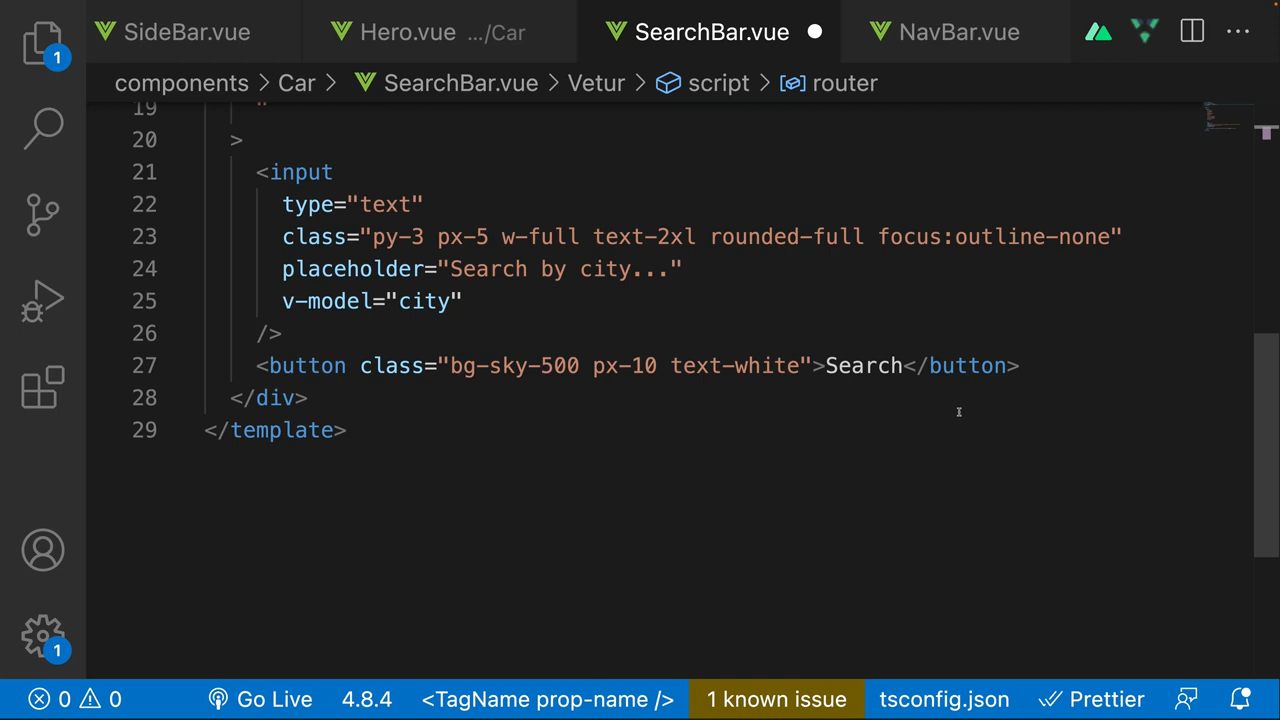 SideBar.vue
Hero.vue .../Car
SearchBar.vue
NavBar.vue
components > Car > SearchBar.vue > Vetur > script > router
19 "
20 >
21 <input
22 type="text"
23 class="py-3 px-5 w-full text-2xl rounded-full focus:outline-none"
24 placeholder="Search by city..."
25 v-model="city"
26 />
27 <button class="bg-sky-500 px-10 text-white">Search</button>
28 </div>
29 </template>
1
1
0 0 Go Live 4.8.4 <TagName prop-name /> 1 known issue tsconfig.json Prettier